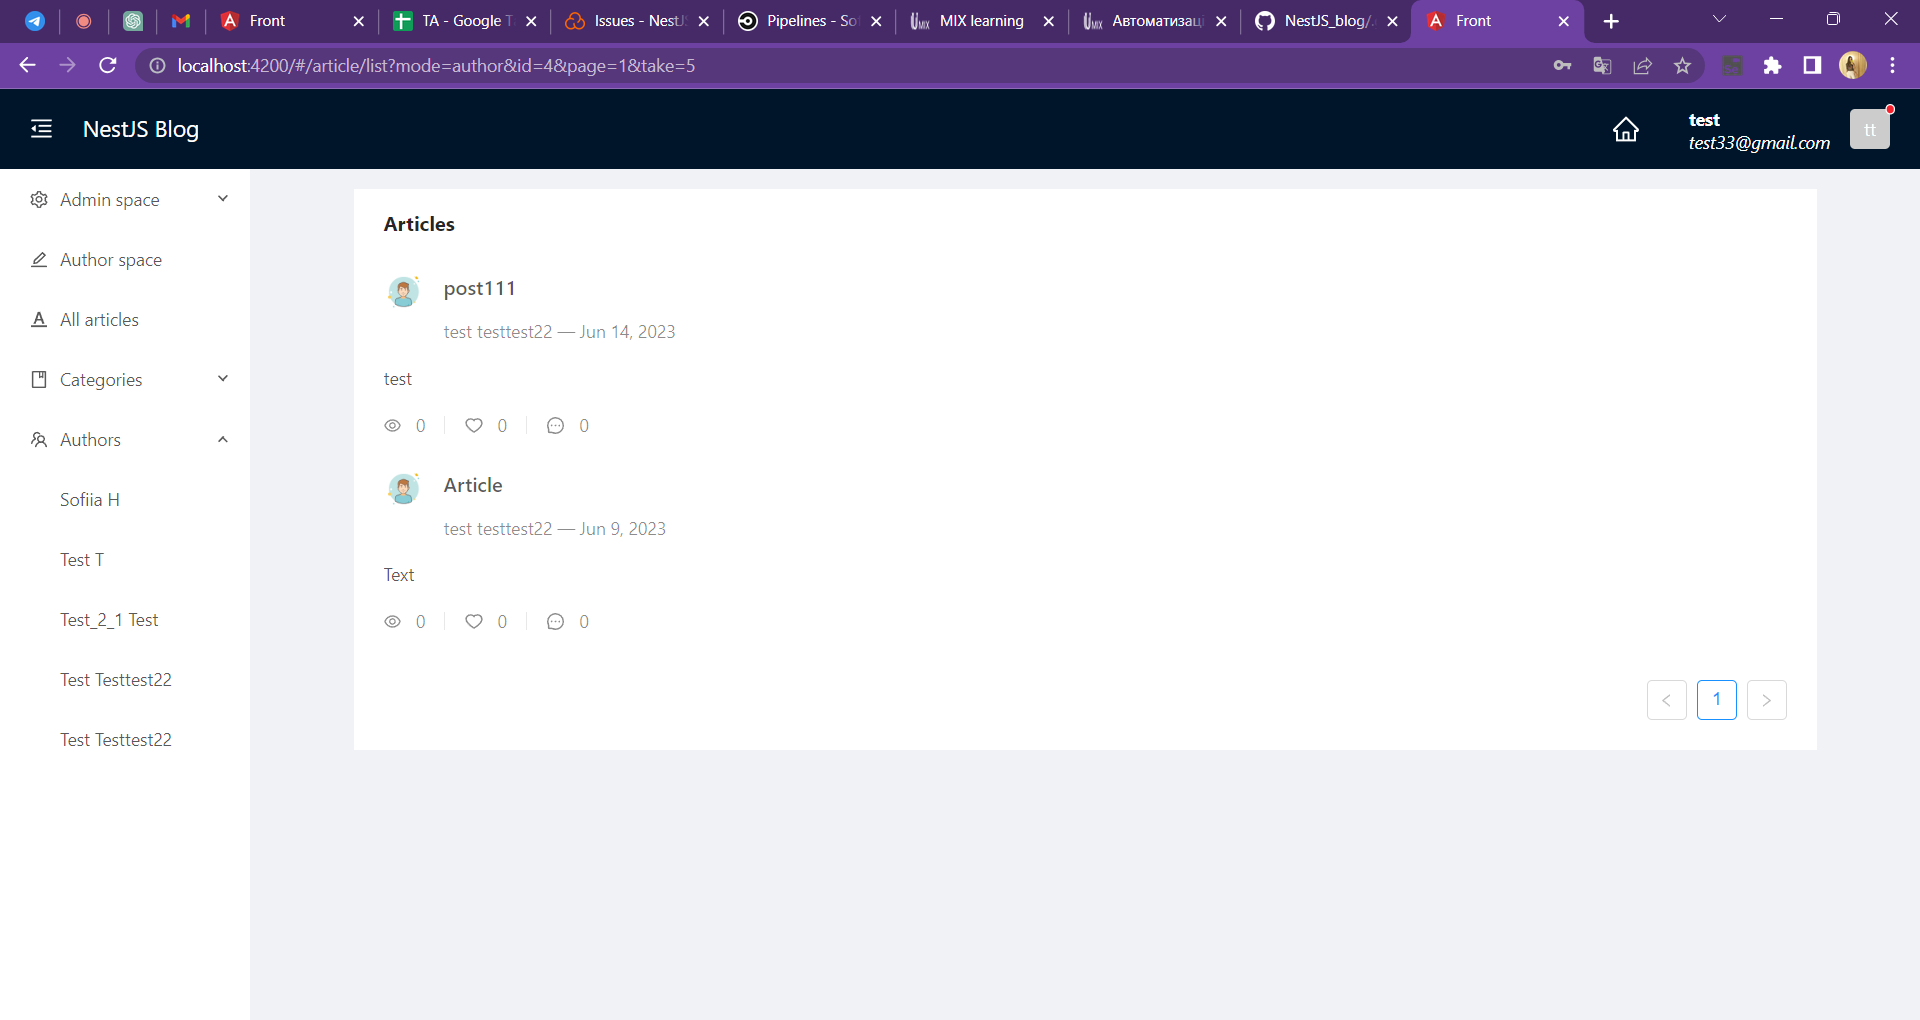 Front
TA - Google T
Issues - NestJS
Pipelines - So
MIX learning
Автоматизаці
NestJS_blog/.
Front
localhost:4200/#/article/list?mode=author&id=4&page=1&take=5
NestJS Blog
test
test33@gmail.com
tt
Admin space
Author space
All articles
Categories
Authors
Sofiia H
Test T
Test_2_1 Test
Test Testtest22
Test Testtest22
Articles
post111
test testtest22 — Jun 14, 2023
test
0 0 0
Article
test testtest22 — Jun 9, 2023
Text
0 0 0
< 1 >